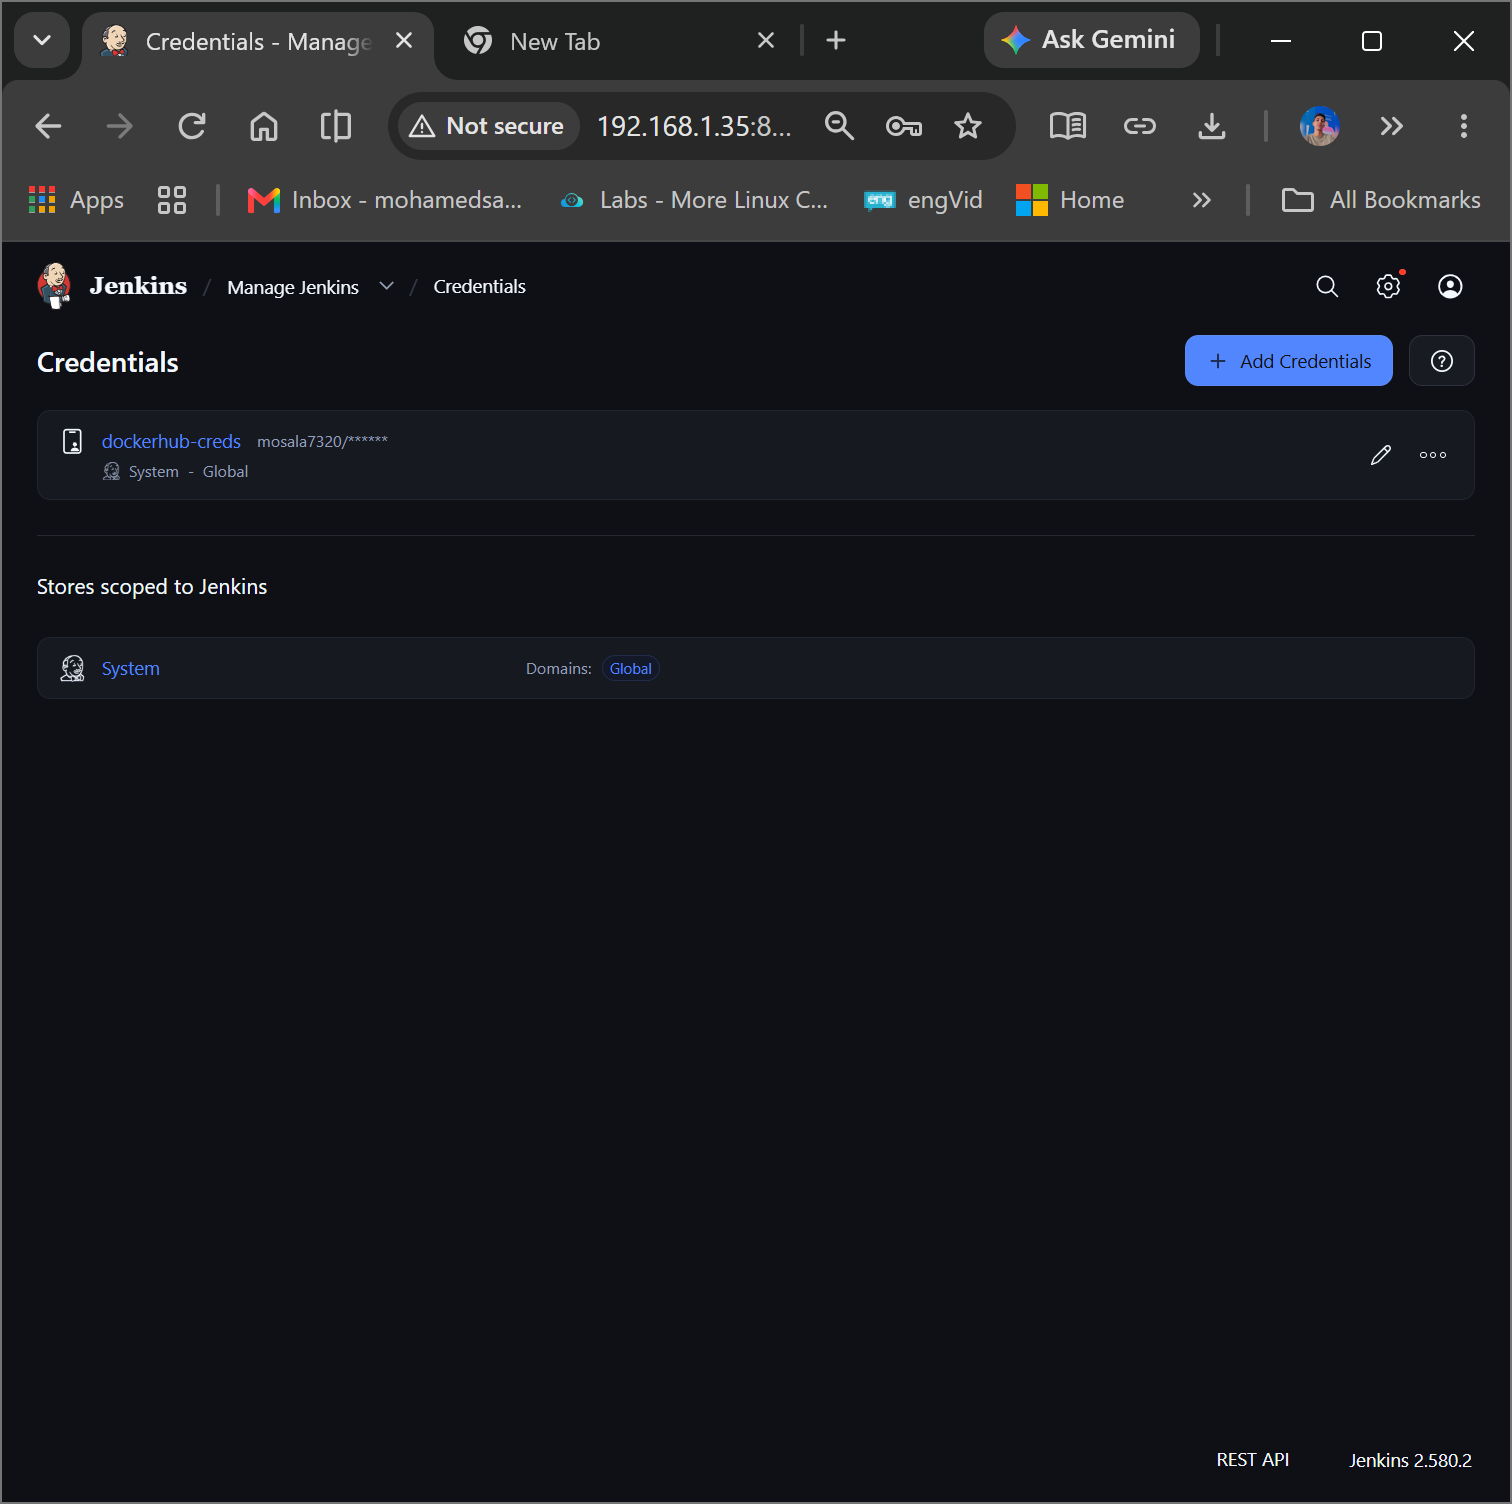 Credentials - Manage
New Tab
Ask Gemini
Not secure
192.168.1.35:8...
Apps
Inbox - mohamedsa...
Labs - More Linux C...
eng
engVid
Home
All Bookmarks
Jenkins / Manage Jenkins / Credentials
Credentials
+ Add Credentials
dockerhub-creds mosala7320/******
System - Global
Stores scoped to Jenkins
System Domains: Global
REST API Jenkins 2.580.2